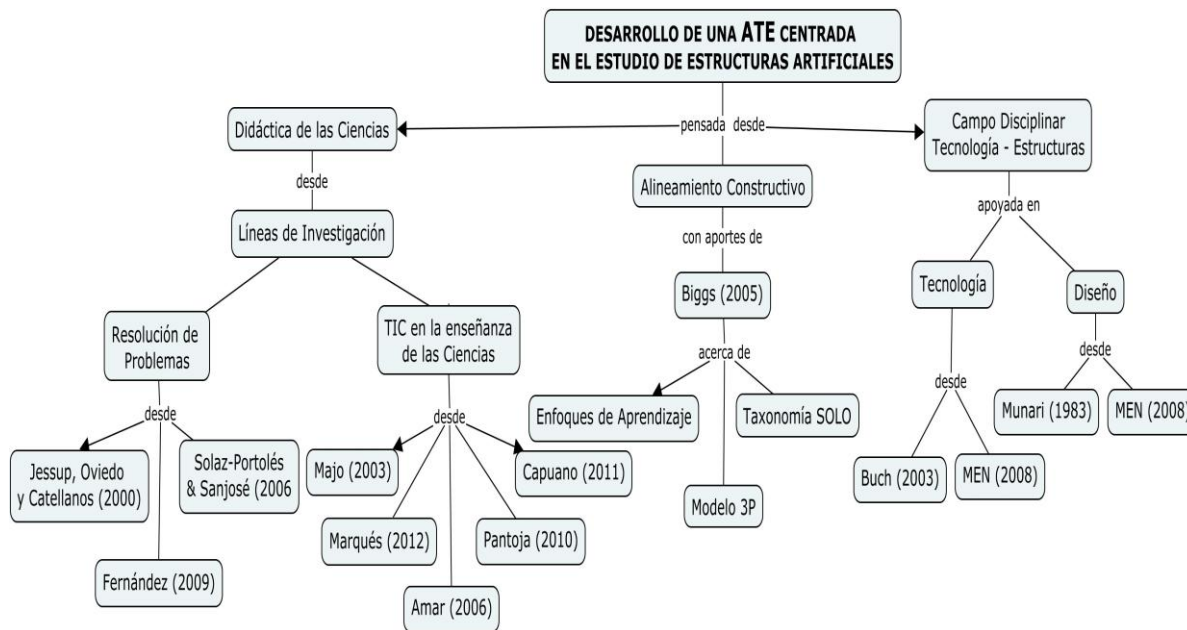 DESARROLLO DE UNA ATE CENTRADA
EN EL ESTUDIO DE ESTRUCTURAS ARTIFICIALES
Didáctica de las Ciencias
pensada desde
Campo Disciplinar
Tecnología - Estructuras
desde
Alineamiento Constructivo
apoyada en
Líneas de Investigación
con aportes de
Tecnología
Diseño
Biggs (2005)
Resolución de
Problemas
TIC en la enseñanza
de las Ciencias
acerca de
desde
desde
desde
desde
Enfoques de Aprendizaje
Taxonomía SOLO
Munari (1983)
MEN (2008)
Jessup, Oviedo
y Catellanos (2000)
Solaz-Portolés
& Sanjosé (2006
Majo (2003)
Capuano (2011)
Buch (2003)
MEN (2008)
Modelo 3P
Marqués (2012)
Pantoja (2010)
Fernández (2009)
Amar (2006)